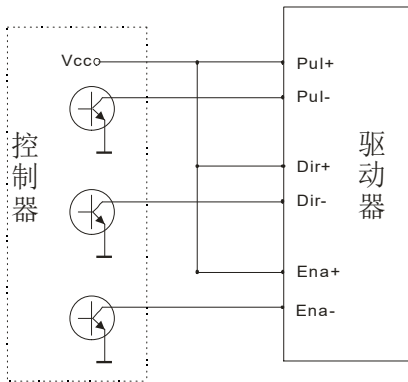 Vcc
Pul+
Pul-
控制器
驱动器
Dir+
Dir-
Ena+
Ena-